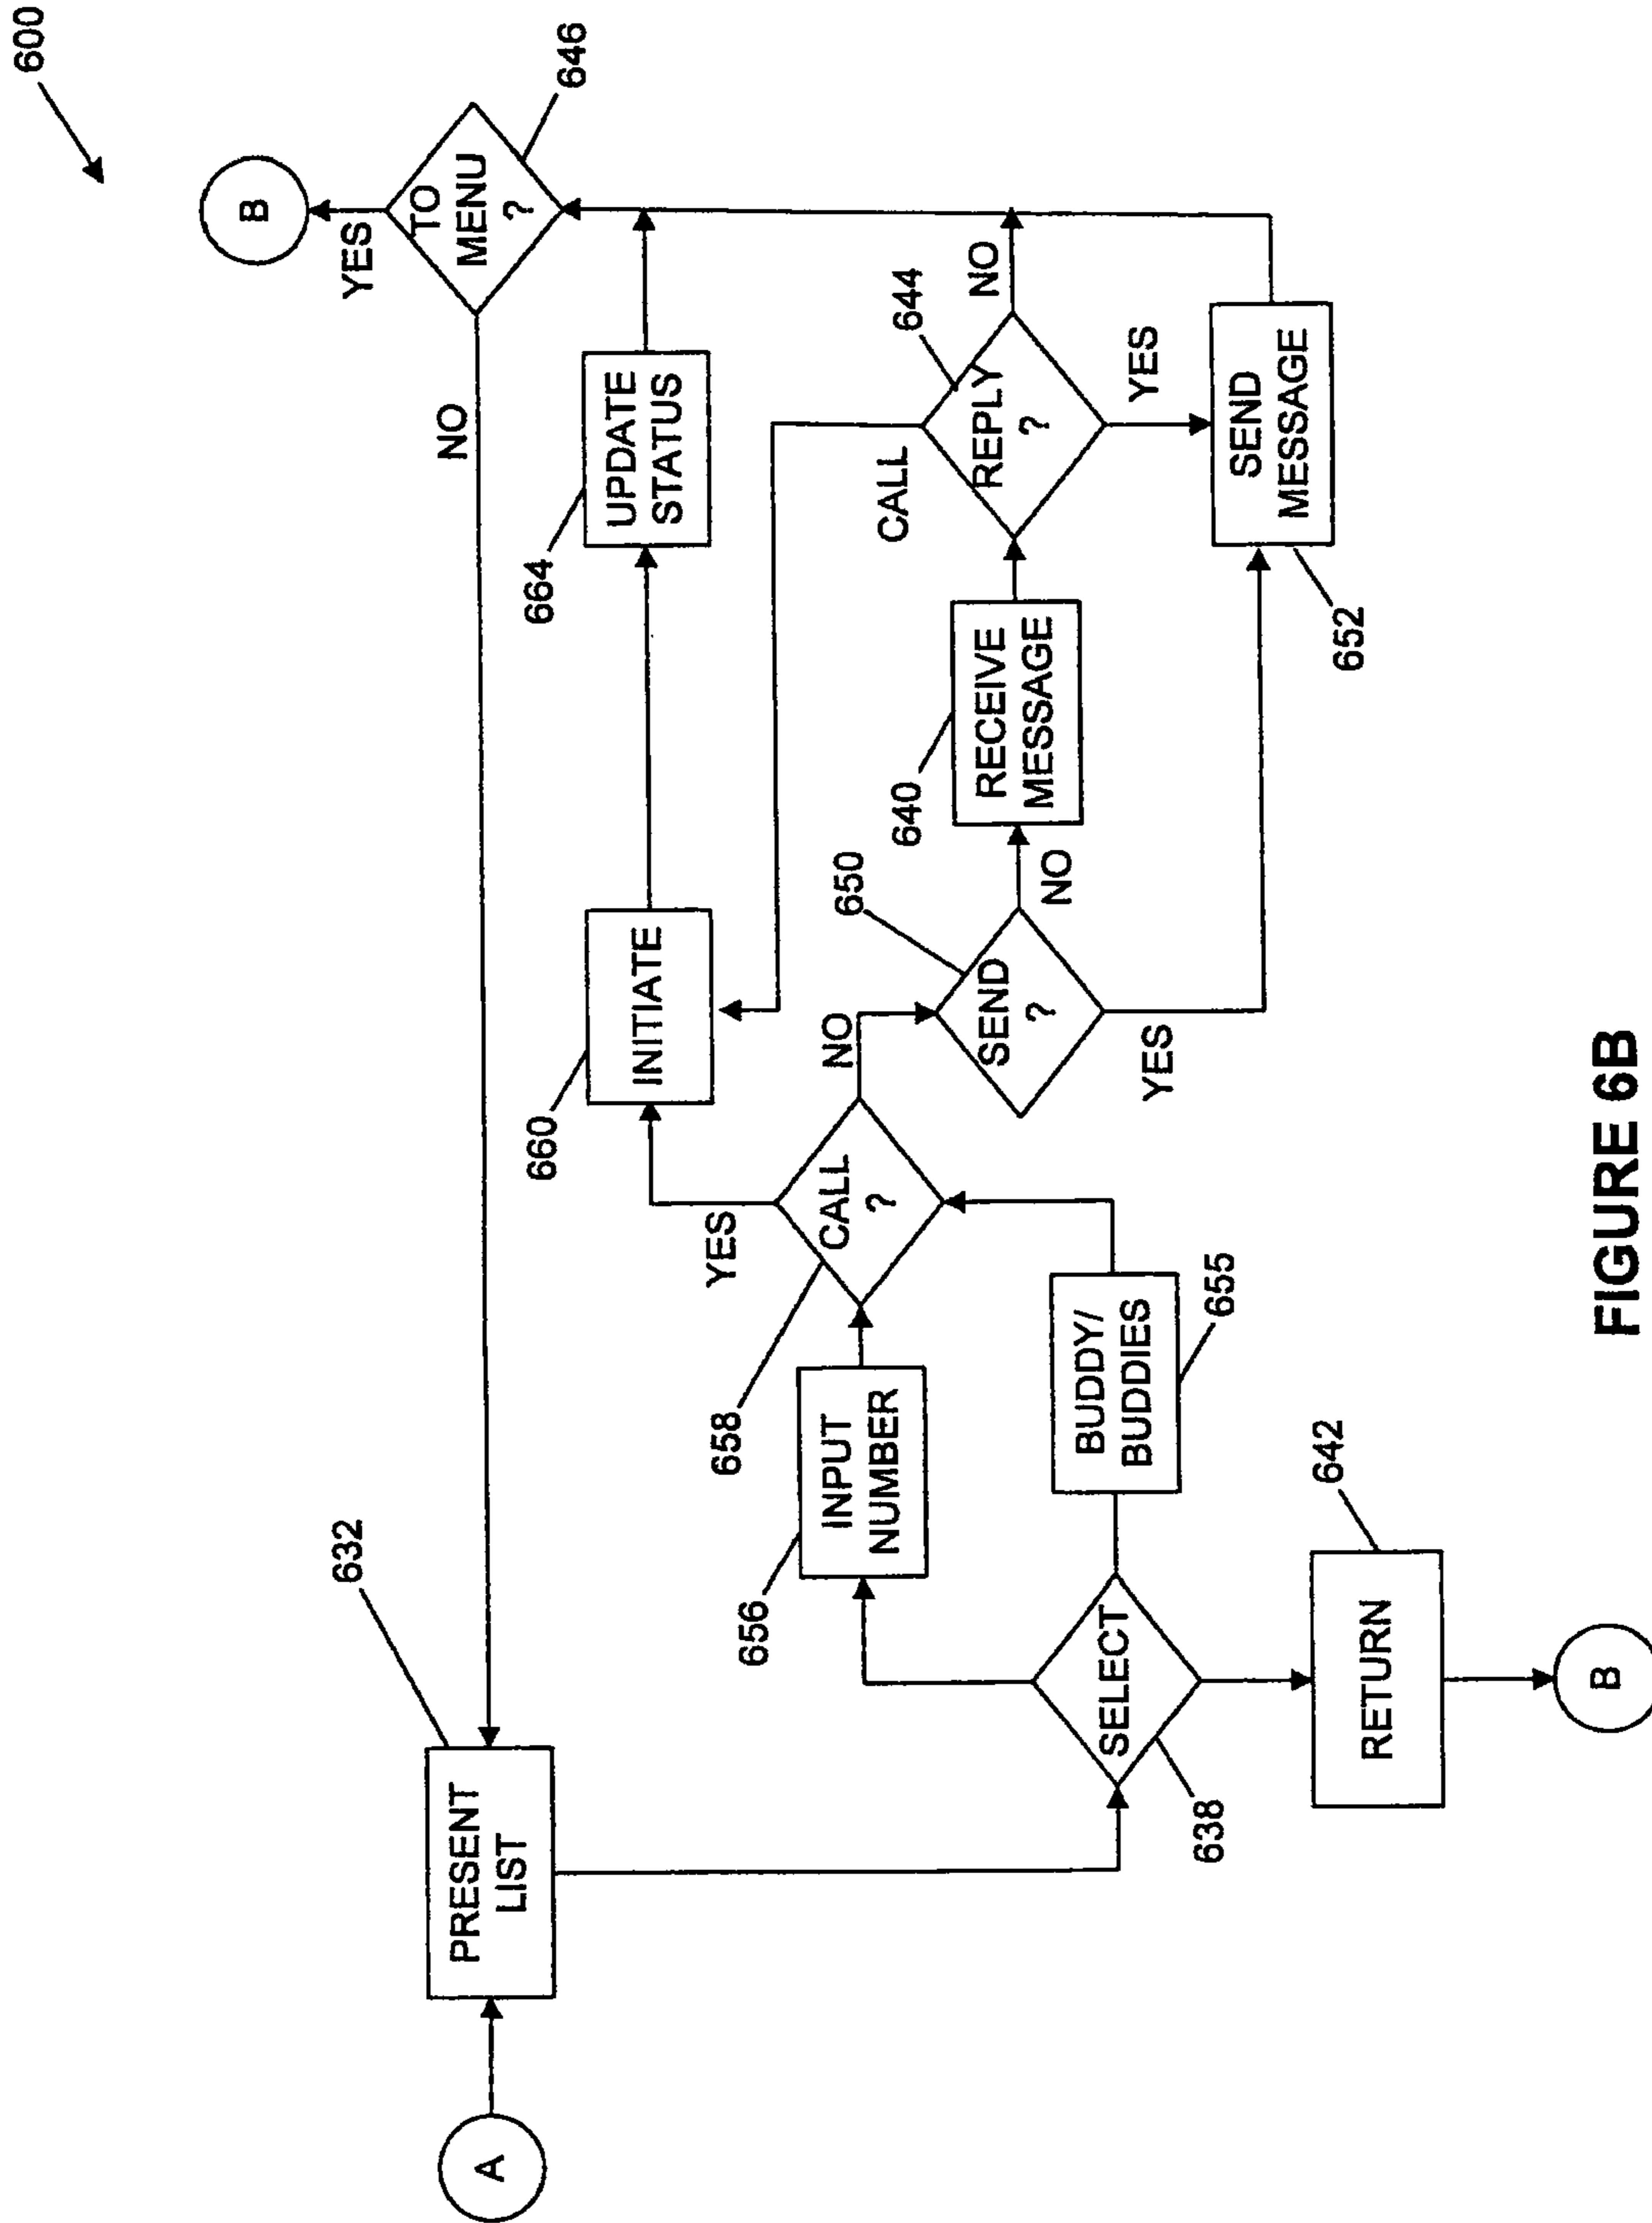 600
B
YES
TO
MENU
?
646
NO
632
PRESENT
LIST
A
660
INITIATE
664
UPDATE
STATUS
YES
658
CALL
?
NO
CALL
656
INPUT
NUMBER
650
SEND
?
NO
YES
640
RECEIVE
MESSAGE
644
REPLY
?
NO
YES
SELECT
638
BUDDY/
BUDDIES
655
SEND
MESSAGE
652
RETURN
642
B
FIGURE 6B